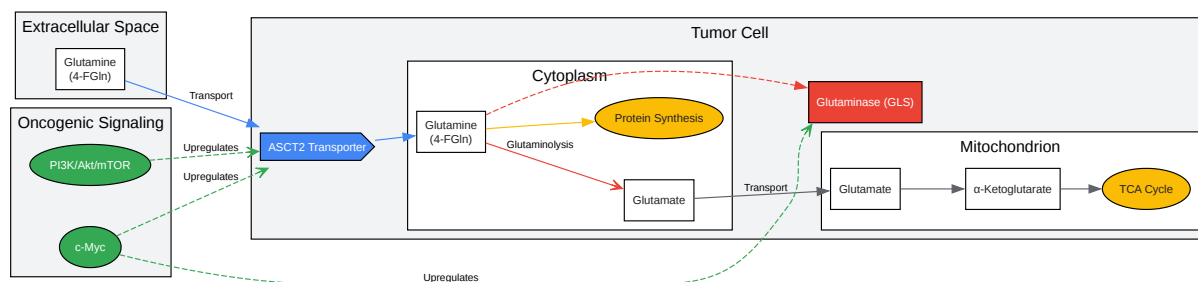 Extracellular Space
Glutamine
(4-FGln)
Transport
Oncogenic Signaling
PI3K/Akt/mTOR
Upregulates
Upregulates
c-Myc
Upregulates
Tumor Cell
ASCT2 Transporter
Cytoplasm
Glutamine
(4-FGln)
Protein Synthesis
Glutaminolysis
Glutamate
Transport
Glutaminase (GLS)
Mitochondrion
Glutamate
α-Ketoglutarate
TCA Cycle